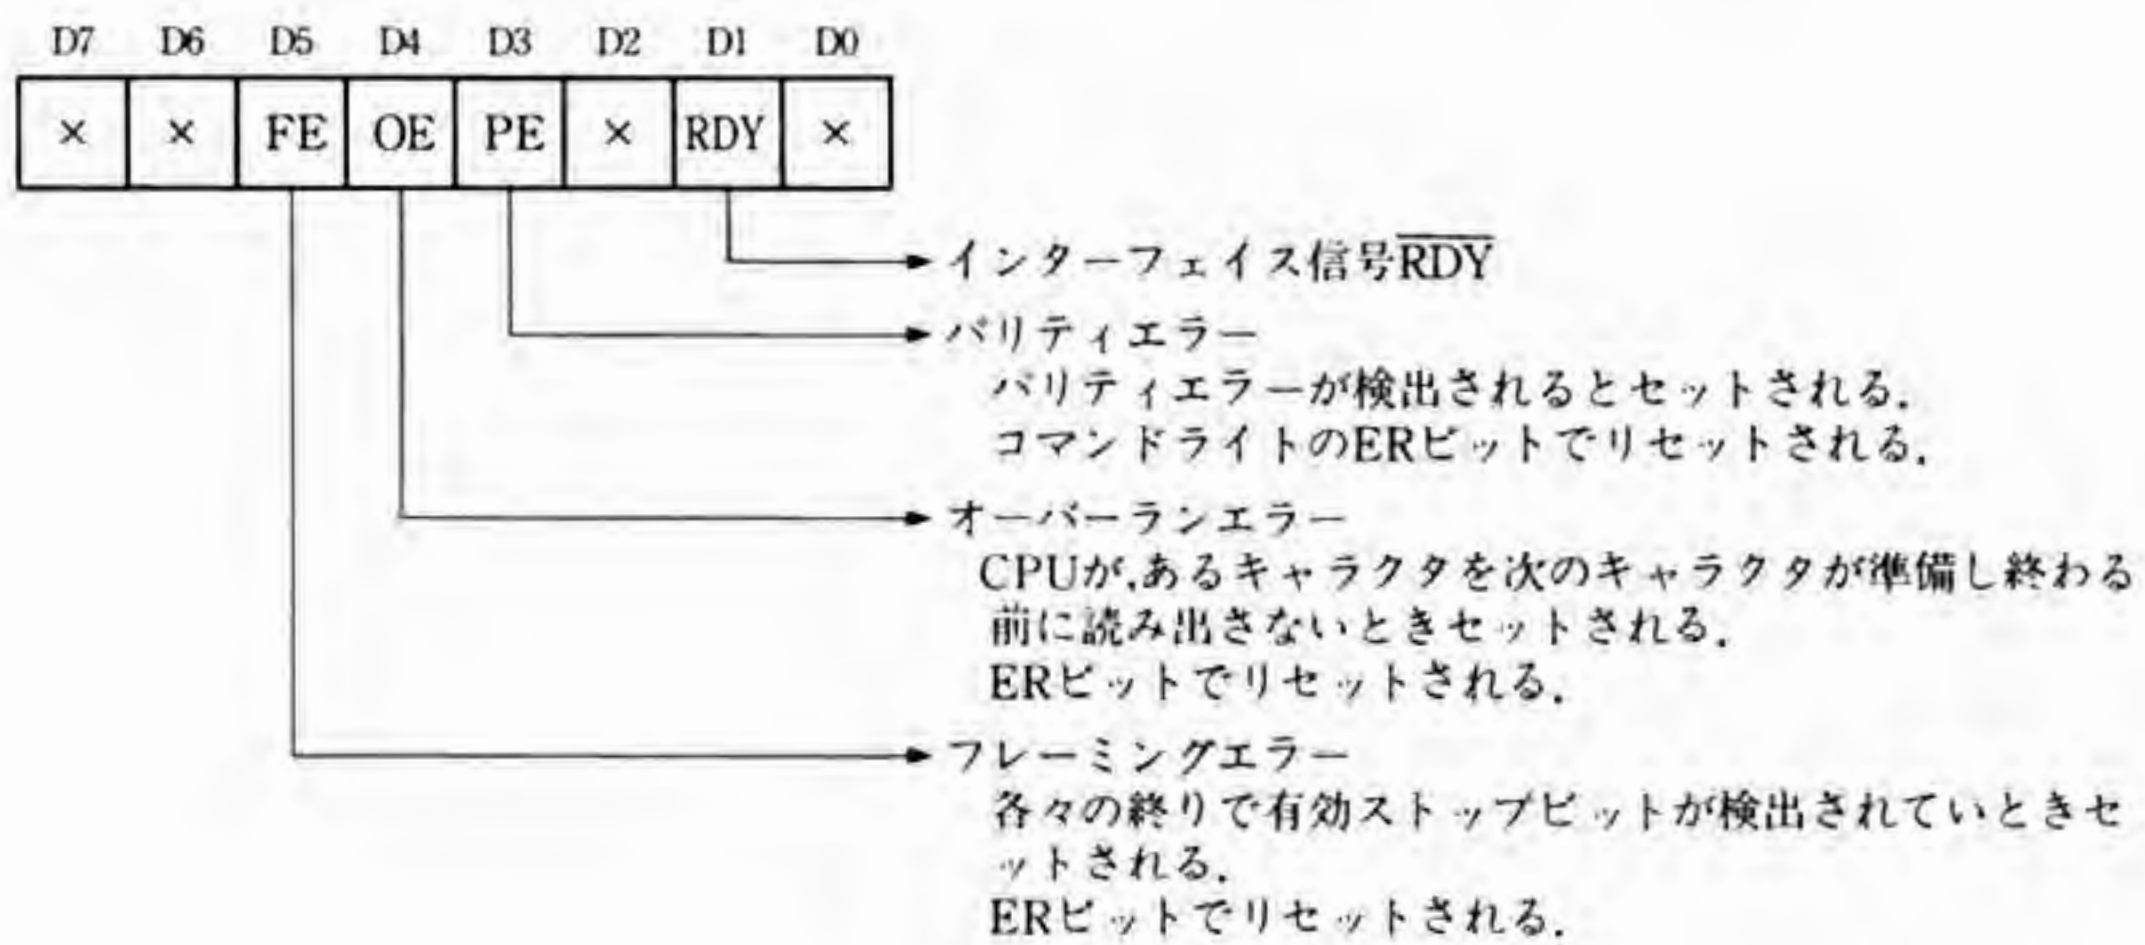 D7 D6 D5 D4 D3 D2 D1 D0
× × FE OE PE × RDY ×
インターフェイス信号R̅D̅Y̅
パリティエラー
パリティエラーが検出されるとセットされる.
コマンドライトのERビットでリセットされる.
オーバーランエラー
CPUが,あるキャラクタを次のキャラクタが準備し終わる
前に読み出さないときセットされる.
ERビットでリセットされる.
フレーミングエラー
各々の終りで有効ストップビットが検出されていときセ
ットされる.
ERビットでリセットされる.